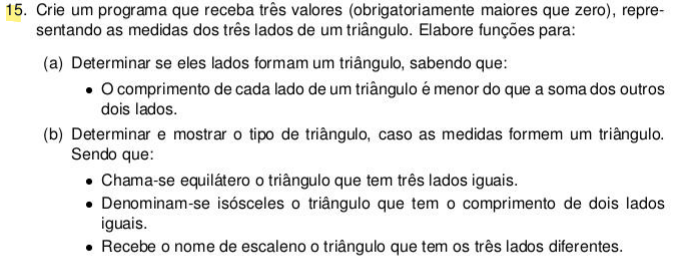 15. Crie um programa que receba três valores (obrigatoriamente maiores que zero), repre-
sentando as medidas dos três lados de um triângulo. Elabore funções para:
(a) Determinar se eles lados formam um triângulo, sabendo que:
• O comprimento de cada lado de um triângulo é menor do que a soma dos outros
dois lados.
(b) Determinar e mostrar o tipo de triângulo, caso as medidas formem um triângulo.
Sendo que:
• Chama-se equilátero o triângulo que tem três lados iguais.
• Denominam-se isósceles o triângulo que tem o comprimento de dois lados
iguais.
• Recebe o nome de escaleno o triângulo que tem os três lados diferentes.